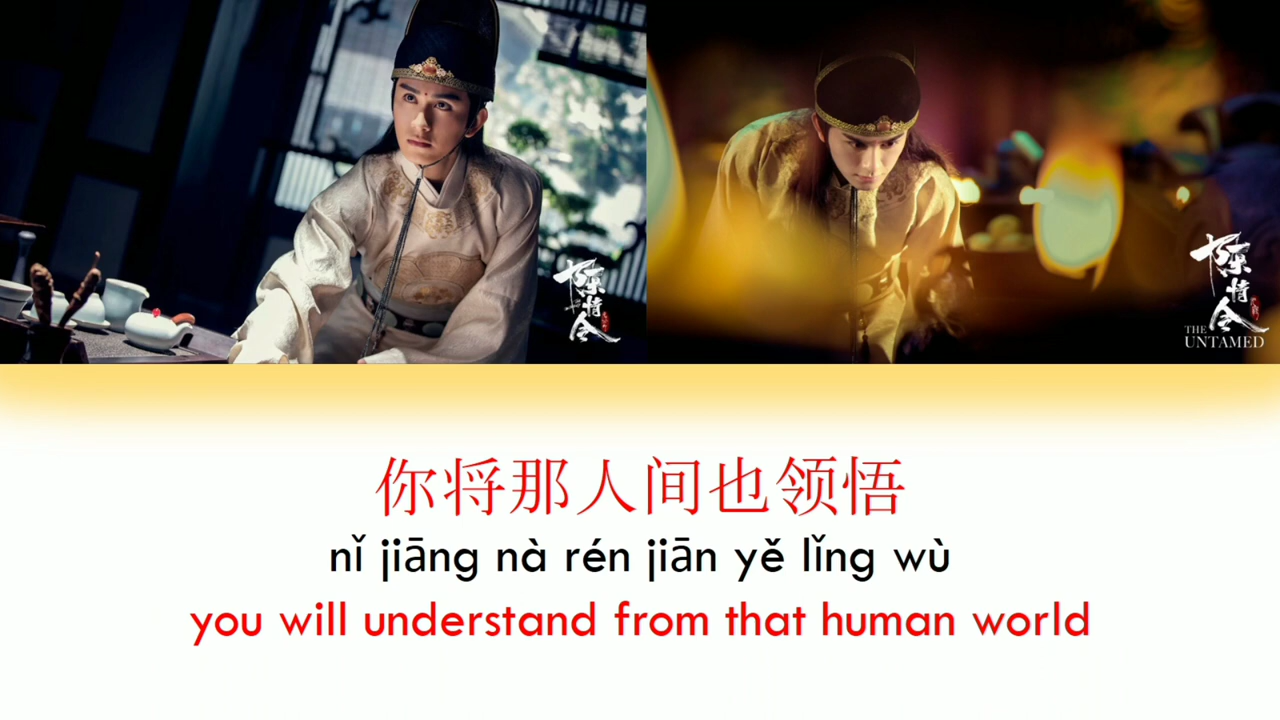 陈情令
陈情令
THE
UNTAMED
你将那人间也领悟
nǐ jiāng nà rén jiān yě lǐng wù
you will understand from that human world